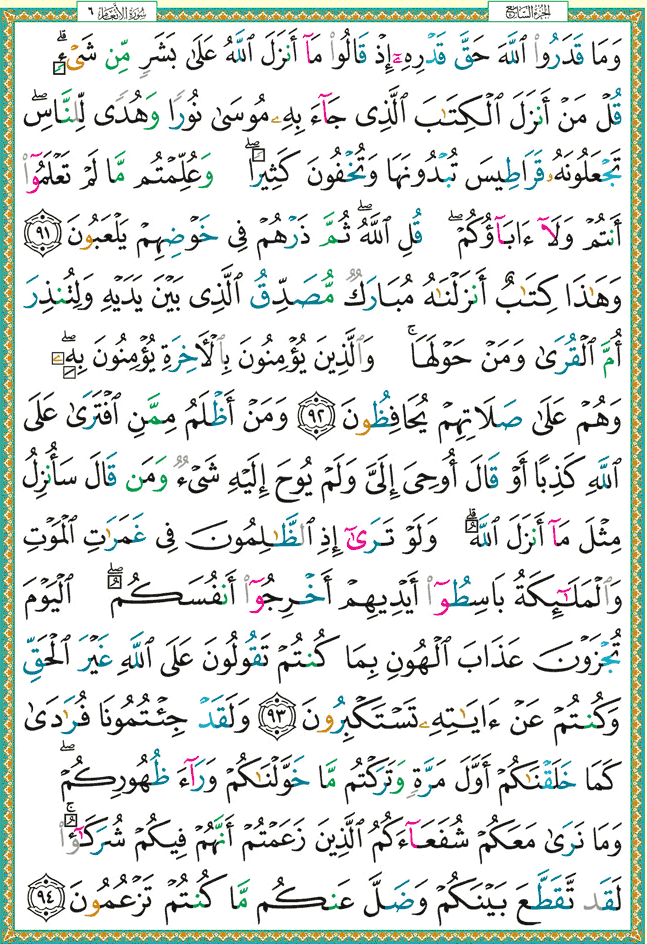 الجزء السابع
سورة الأنعام ٦
وَمَا قَدَرُوا۟ ٱللَّهَ حَقَّ قَدْرِهِۦٓ إِذْ قَالُوا۟ مَآ أَنزَلَ ٱللَّهُ عَلَىٰ بَشَرٍۢ مِّن شَىْءٍۢ ۗ
قُلْ مَنْ أَنزَلَ ٱلْكِتَـٰبَ ٱلَّذِى جَآءَ بِهِۦ مُوسَىٰ نُورًۭا وَهُدًۭى لِّلنَّاسِ ۖ
تَجْعَلُونَهُۥ قَرَاطِيسَ تُبْدُونَهَا وَتُخْفُونَ كَثِيرًۭا ۖ وَعُلِّمْتُم مَّا لَمْ تَعْلَمُوٓا۟
أَنتُمْ وَلَآ ءَابَآؤُكُمْ ۖ قُلِ ٱللَّهُ ۖ ثُمَّ ذَرْهُمْ فِى خَوْضِهِمْ يَلْعَبُونَ ٩١
وَهَـٰذَا كِتَـٰبٌ أَنزَلْنَـٰهُ مُبَارَكٌۭ مُّصَدِّقُ ٱلَّذِى بَيْنَ يَدَيْهِ وَلِتُنذِرَ
أُمَّ ٱلْقُرَىٰ وَمَنْ حَوْلَهَا ۚ وَٱلَّذِينَ يُؤْمِنُونَ بِٱلْـَٔاخِرَةِ يُؤْمِنُونَ بِهِۦ ۖ
وَهُمْ عَلَىٰ صَلَاتِهِمْ يُحَافِظُونَ ٩٢ وَمَنْ أَظْلَمُ مِمَّنِ ٱفْتَرَىٰ عَلَى
ٱللَّهِ كَذِبًا أَوْ قَالَ أُوحِىَ إِلَىَّ وَلَمْ يُوحَ إِلَيْهِ شَىْءٌۭ وَمَن قَالَ سَأُنزِلُ
مِثْلَ مَآ أَنزَلَ ٱللَّهُ ۗ وَلَوْ تَرَىٰٓ إِذِ ٱلظَّـٰلِمُونَ فِى غَمَرَٰتِ ٱلْمَوْتِ
وَٱلْمَلَـٰٓئِكَةُ بَاسِطُوٓا۟ أَيْدِيهِمْ أَخْرِجُوٓا۟ أَنفُسَكُمُ ۖ ٱلْيَوْمَ
تُجْزَوْنَ عَذَابَ ٱلْهُونِ بِمَا كُنتُمْ تَقُولُونَ عَلَى ٱللَّهِ غَيْرَ ٱلْحَقِّ
وَكُنتُمْ عَنْ ءَايَـٰتِهِۦ تَسْتَكْبِرُونَ ٩٣ وَلَقَدْ جِئْتُمُونَا فُرَٰدَىٰ
كَمَا خَلَقْنَـٰكُمْ أَوَّلَ مَرَّةٍۢ وَتَرَكْتُم مَّا خَوَّلْنَـٰكُمْ وَرَآءَ ظُهُورِكُمْ ۖ
وَمَا نَرَىٰ مَعَكُمْ شُفَعَآءَكُمُ ٱلَّذِينَ زَعَمْتُمْ أَنَّهُمْ فِيكُمْ شُرَكَـٰٓؤُا۟ ۚ
لَقَد تَّقَطَّعَ بَيْنَكُمْ وَضَلَّ عَنكُم مَّا كُنتُمْ تَزْعُمُونَ ٩٤